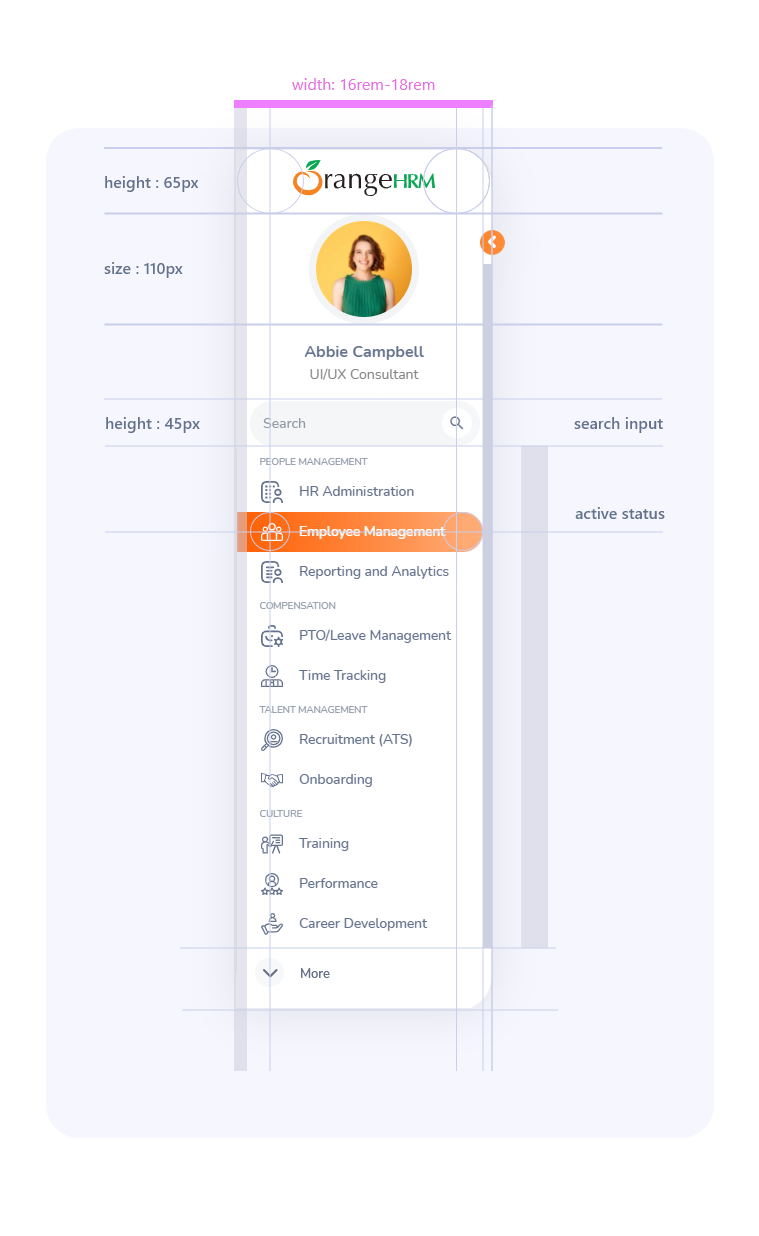 width: 16rem-18rem
height : 65px
OrangeHRM
size : 110px
Abbie Campbell
UI/UX Consultant
height : 45px
Search
search input
PEOPLE MANAGEMENT
HR Administration
active status
Employee Management
Reporting and Analytics
COMPENSATION
PTO/Leave Management
Time Tracking
TALENT MANAGEMENT
Recruitment (ATS)
Onboarding
CULTURE
Training
Performance
Career Development
More